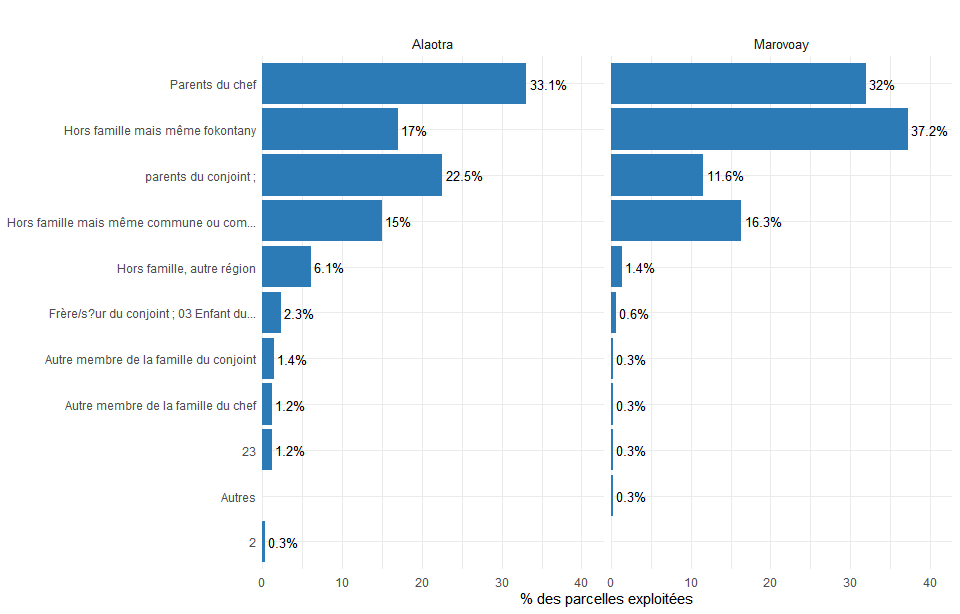 Alaotra
Marovoay
Parents du chef
33.1%
32%
Hors famille mais même fokontany
17%
37.2%
parents du conjoint ;
22.5%
11.6%
Hors famille mais même commune ou com...
15%
16.3%
Hors famille, autre région
6.1%
1.4%
Frère/s?ur du conjoint ; 03 Enfant du...
2.3%
0.6%
Autre membre de la famille du conjoint
1.4%
0.3%
Autre membre de la famille du chef
1.2%
0.3%
23
1.2%
0.3%
Autres
0.3%
2
0.3%
0 10 20 30 40
0 10 20 30 40
% des parcelles exploitées